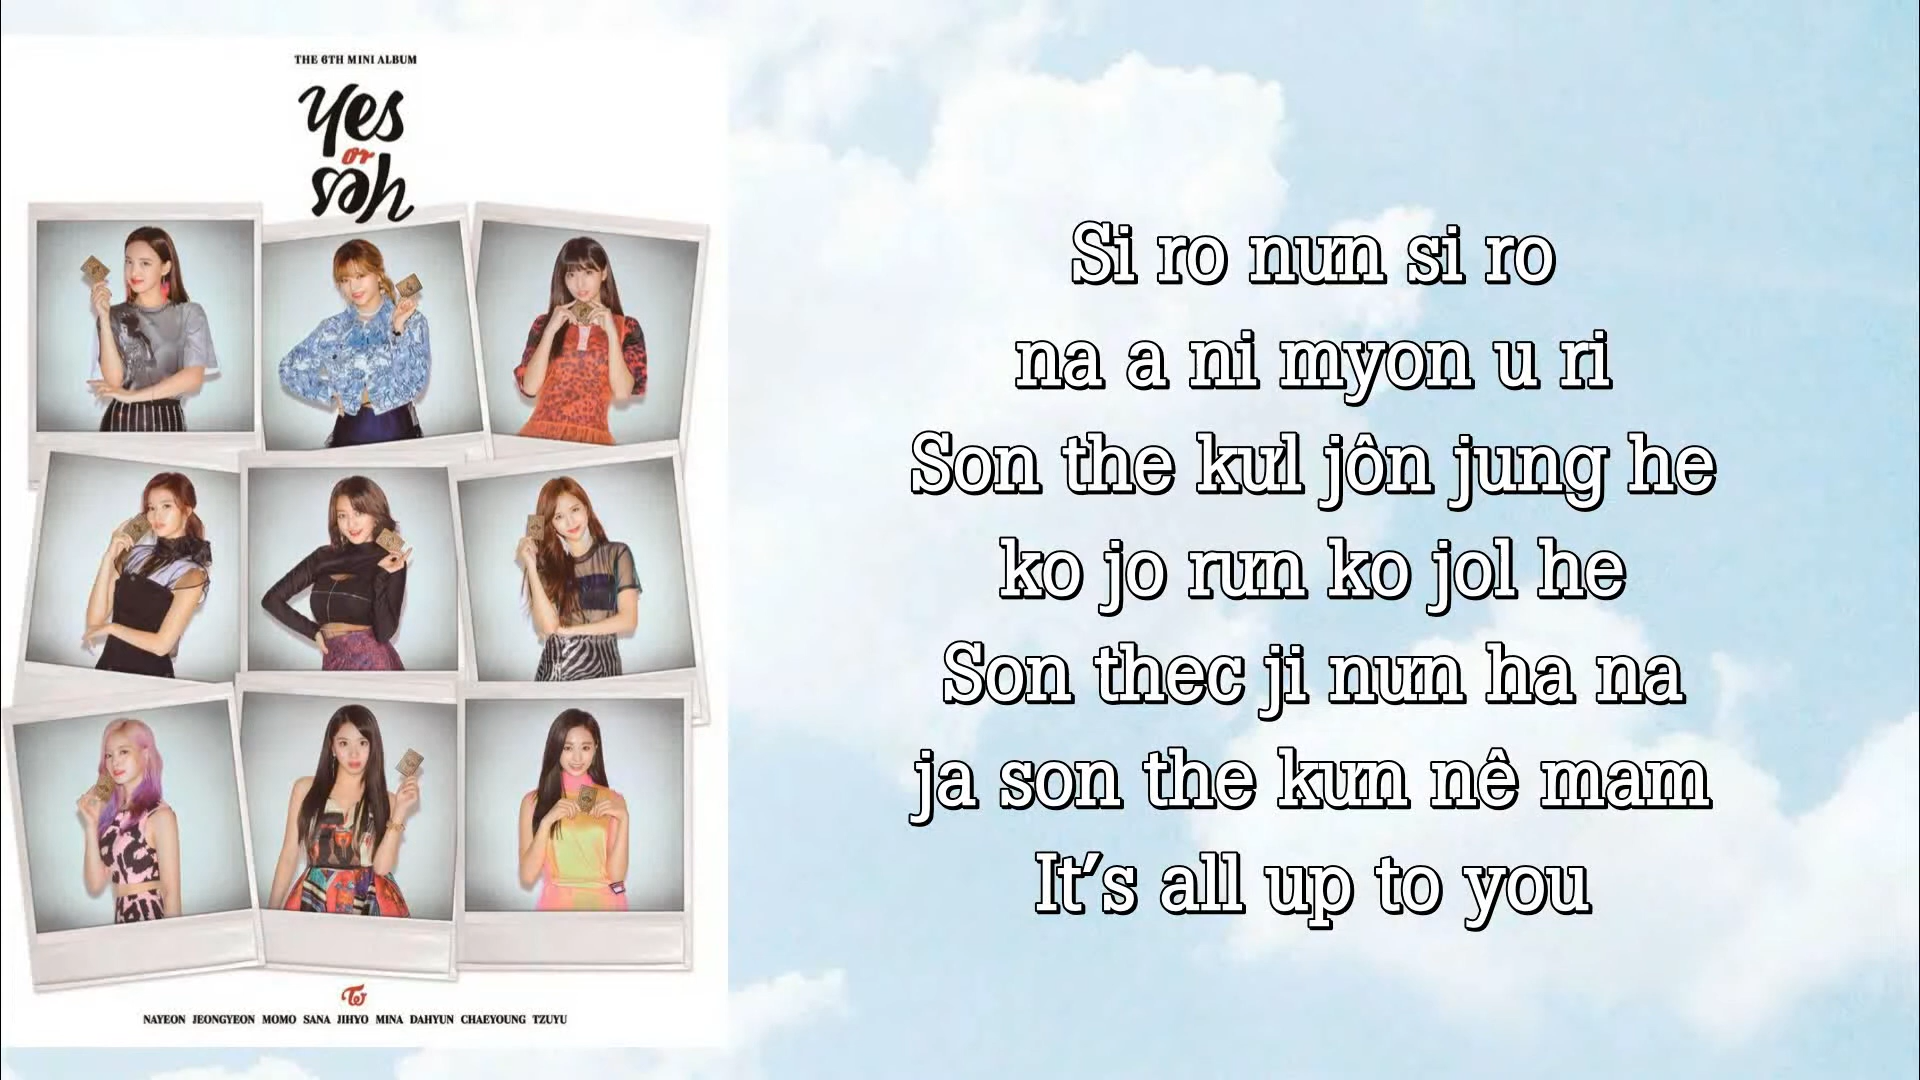 THE 6TH MINI ALBUM
yes
or
yes
Si ro nưn si ro
na a ni myon u ri
Son the kưl jôn jung he
ko jo rưn ko jol he
Son thec ji nưn ha na
ja son the kưn nê mam
It's all up to you
NAYEON JEONGYEON MOMO SANA JIHYO MINA DAHYUN CHAEYOUNG TZUYU